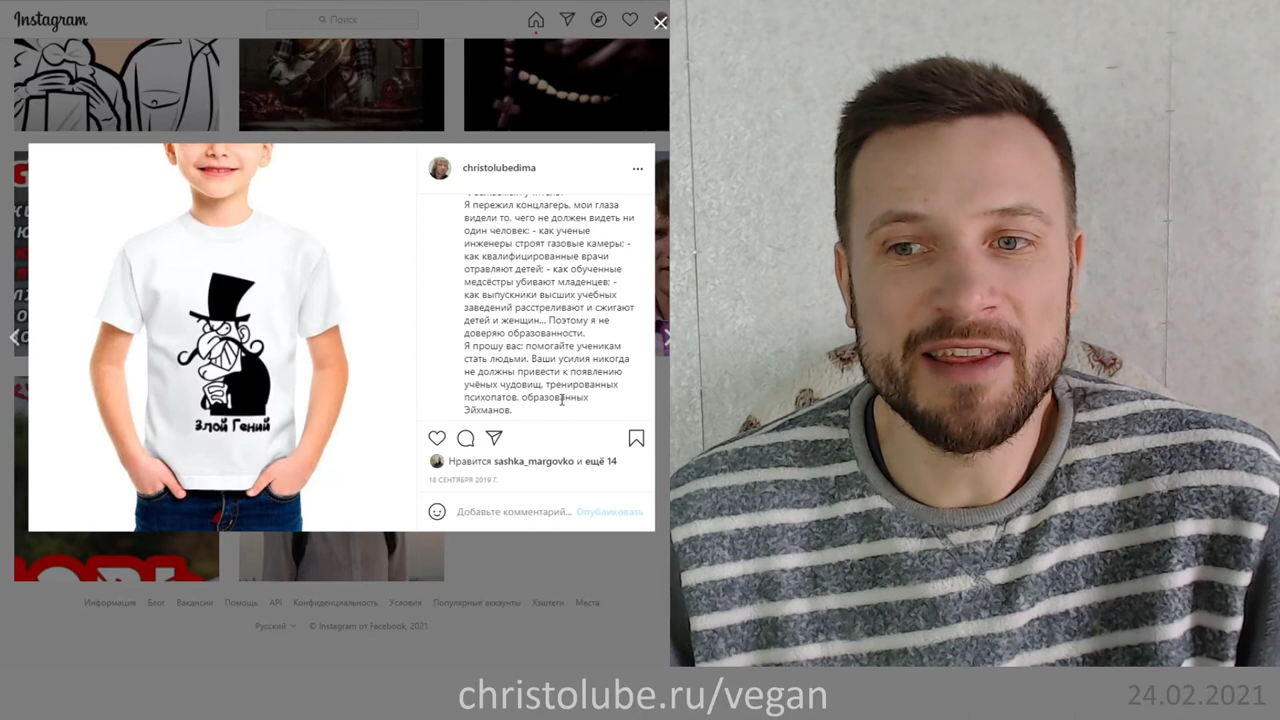 Instagram
Поиск
christolubedima
Я пережил концлагерь, мои глаза
видели то, чего не должен видеть ни
один человек: - как ученые
инженеры строят газовые камеры; -
как квалифицированные врачи
отравляют детей; - как обученные
медсёстры убивают младенцев; -
как выпускники высших учебных
заведений расстреливают и сжигают
детей и женщин... Поэтому я не
доверяю образованности.
Я прошу вас: помогайте ученикам
стать людьми. Ваши усилия никогда
не должны привести к появлению
учёных чудовищ, тренированных
психопатов, образованных
Эйхманов.
Злой Гений
Нравится sashka_margovko и ещё 14
18 СЕНТЯБРЯ 2019 Г.
Добавьте комментарий... Опубликовать
Информация Блог Вакансии Помощь API Конфиденциальность Условия Популярные аккаунты Хэштеги Места
Русский © Instagram от Facebook, 2021
christolube.ru/vegan
24.02.2021